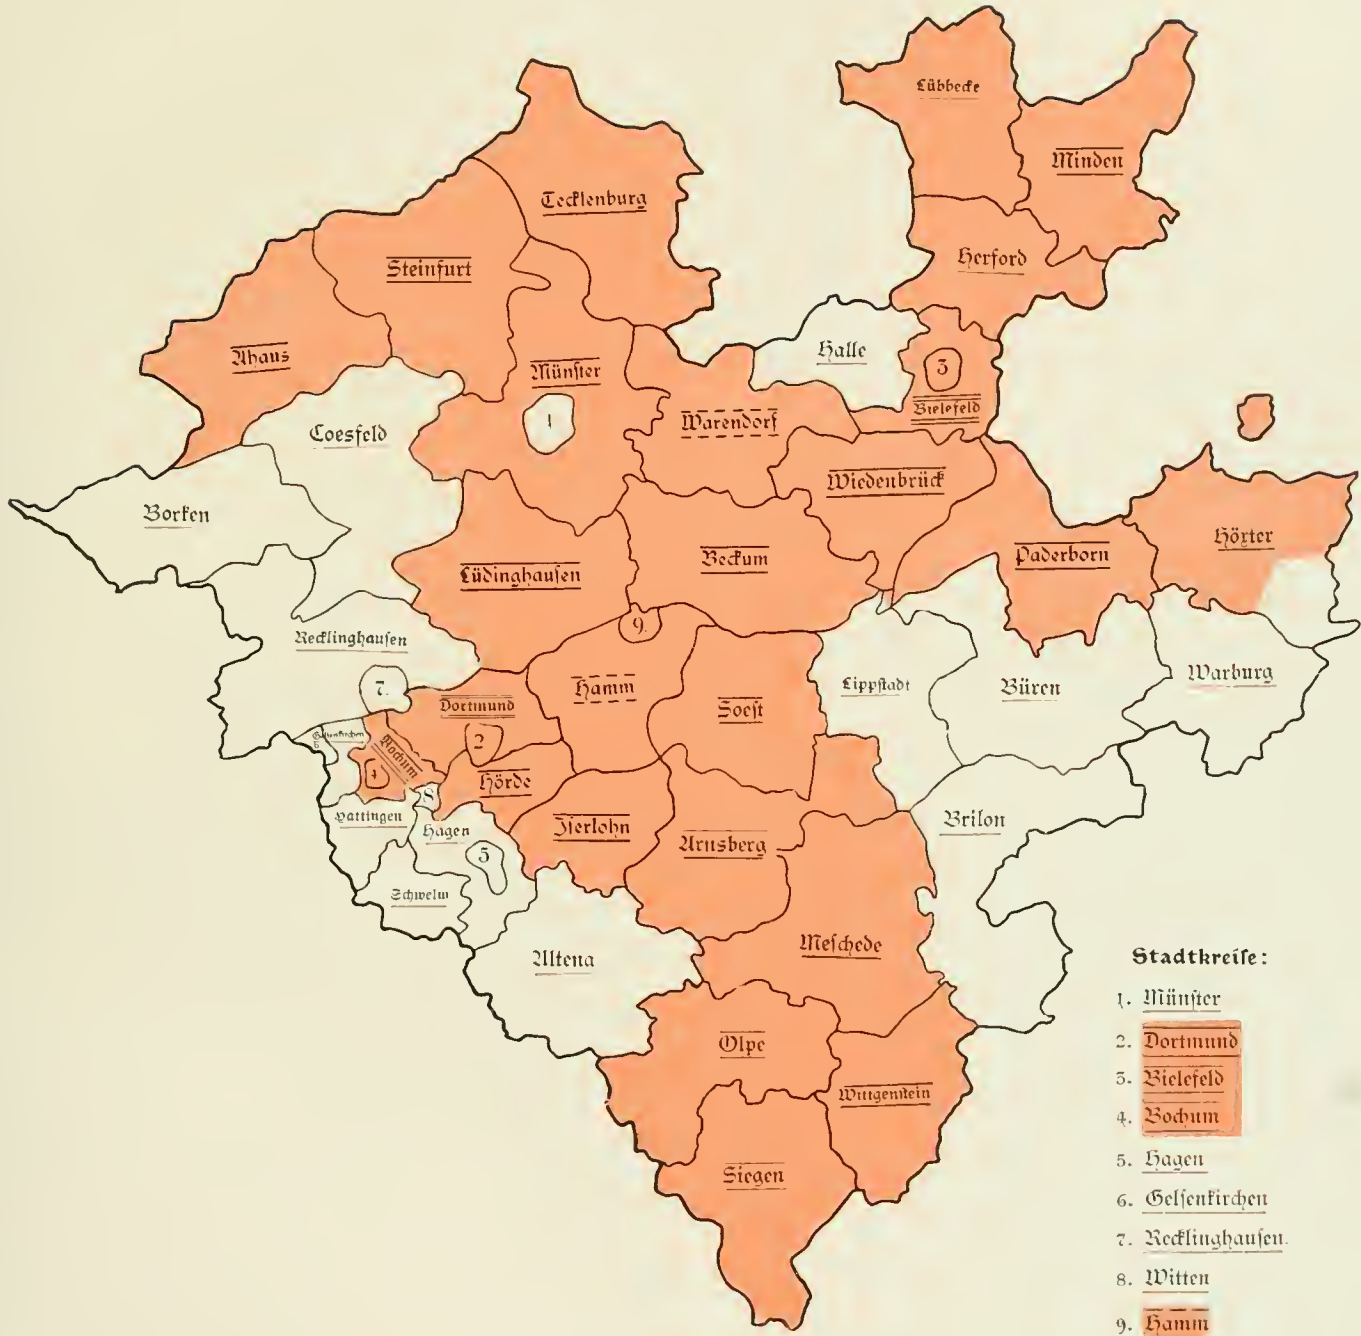 Lübbecke
Minden
Tecklenburg
Herford
Steinfurt
Ahaus
Halle
3
Münster
Bielefeld
1
Warendorf
Coesfeld
Wiedenbrück
Borken
Höxter
Lüdinghausen
Beckum
Paderborn
9.
Recklinghausen
Hamm
Lippstadt
Büren
Warburg
7.
Dortmund
Soest
Gelsenkirchen
6
Bochum
2
4
8
Hörde
Hattingen
Hagen
Iserlohn
Arnsberg
Brilon
5
Schwelm
Altena
Meschede
Olpe
Wittgenstein
Siegen
Stadtkreiſe:
1. Münſter
2. Dortmund
3. Bielefeld
4. Bochum
5. Hagen
6. Gelſenkirchen
7. Recklinghauſen.
8. Witten
9. Hamm